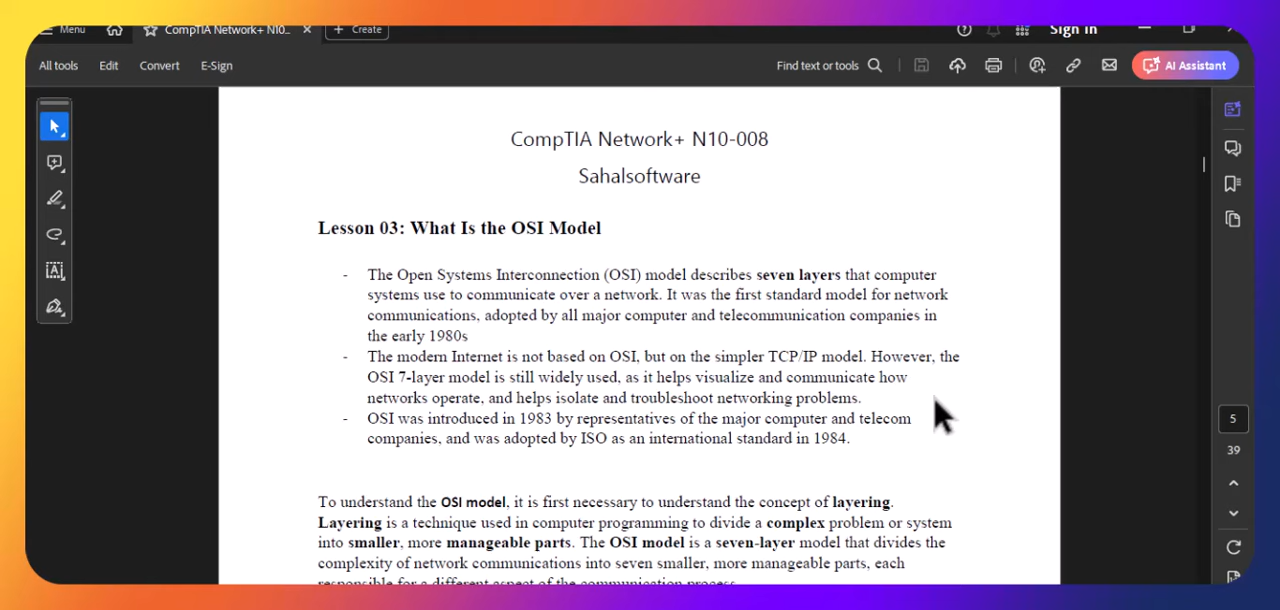 Menu
CompTIA Network+ N10...
Create
Sign in
All tools Edit Convert E-Sign
Find text or tools
AI Assistant
CompTIA Network+ N10-008
Sahalsoftware
Lesson 03: What Is the OSI Model
- The Open Systems Interconnection (OSI) model describes seven layers that computer
systems use to communicate over a network. It was the first standard model for network
communications, adopted by all major computer and telecommunication companies in
the early 1980s
- The modern Internet is not based on OSI, but on the simpler TCP/IP model. However, the
OSI 7-layer model is still widely used, as it helps visualize and communicate how
networks operate, and helps isolate and troubleshoot networking problems.
- OSI was introduced in 1983 by representatives of the major computer and telecom
companies, and was adopted by ISO as an international standard in 1984.
5
39
To understand the OSI model, it is first necessary to understand the concept of layering.
Layering is a technique used in computer programming to divide a complex problem or system
into smaller, more manageable parts. The OSI model is a seven-layer model that divides the
complexity of network communications into seven smaller, more manageable parts, each
responsible for a different aspect of the communication process.